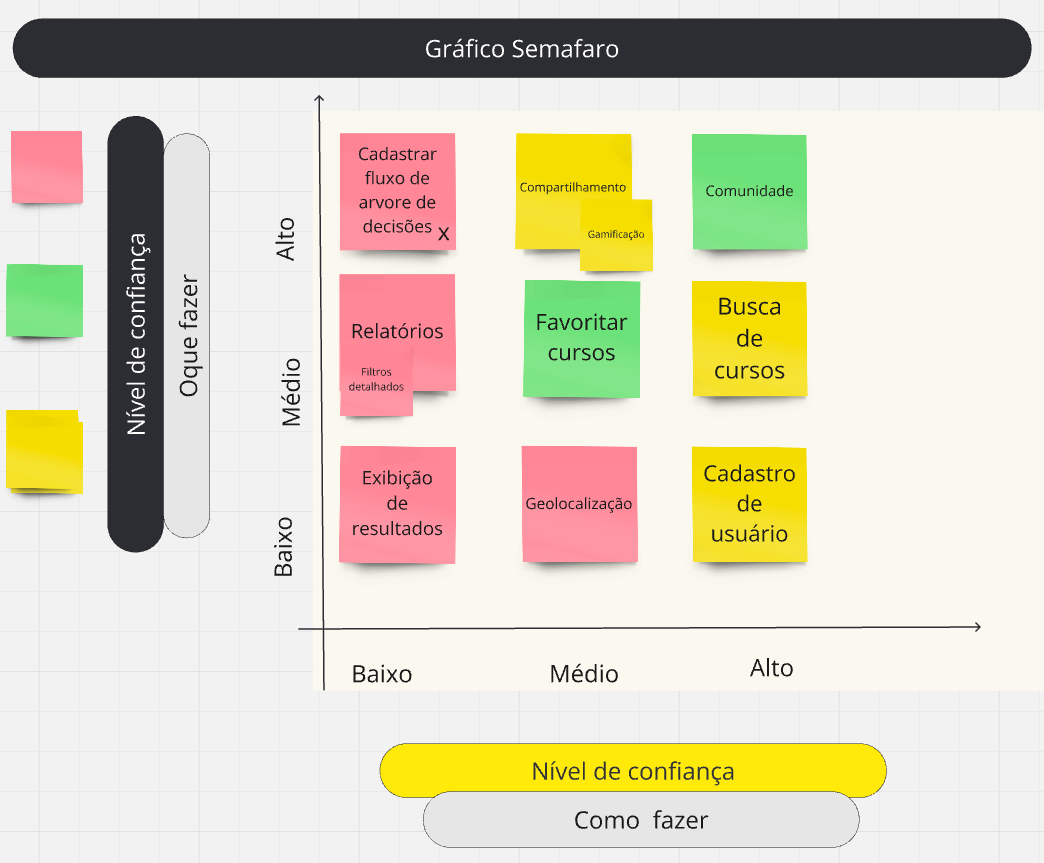 Gráfico Semafaro
Nível de confiança
Oque fazer
Alto
Médio
Baixo
Cadastrar
fluxo de
arvore de
decisões
x
Compartilhamento
Gamificação
Comunidade
Relatórios
Filtros
detalhados
Favoritar
cursos
Busca
de
cursos
Exibição
de
resultados
Geolocalização
Cadastro
de
usuário
Baixo
Médio
Alto
Nível de confiança
Como fazer